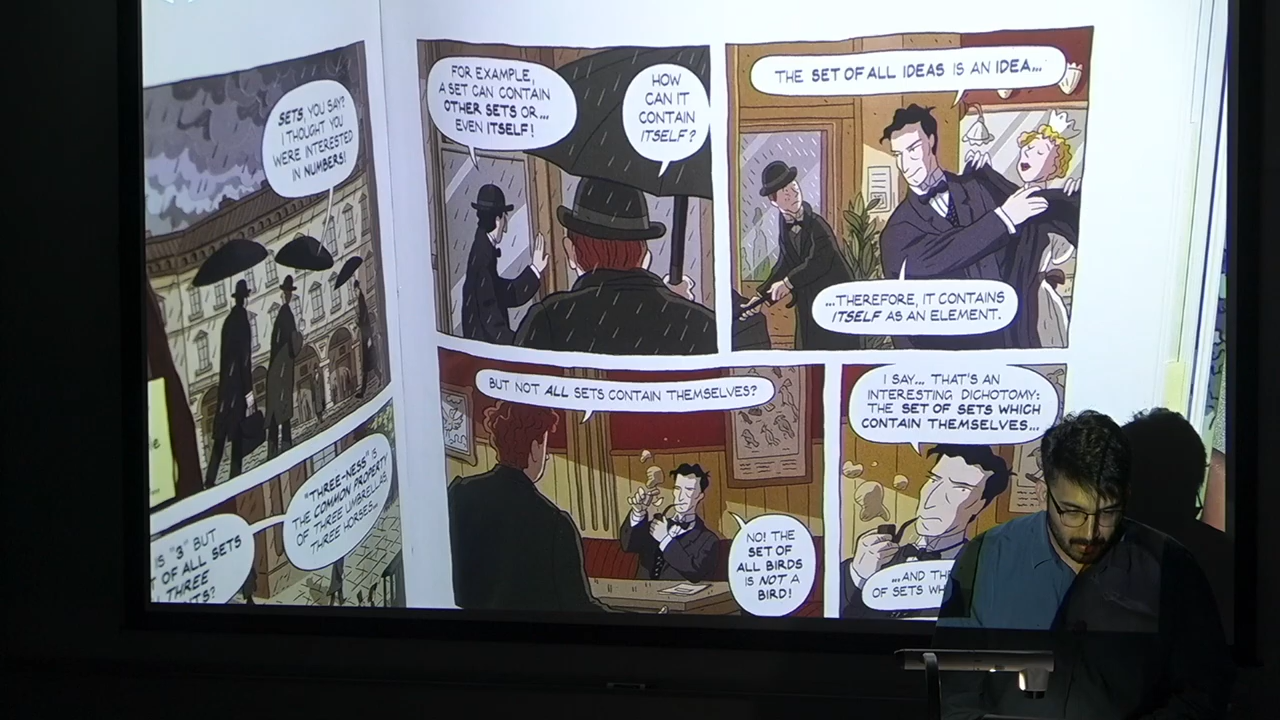 SETS, YOU SAY?
I THOUGHT YOU
WERE INTERESTED
IN NUMBERS!
"THREE-NESS" IS
THE COMMON PROPERTY
OF THREE UMBRELLAS,
THREE HORSES...
IS "3" BUT
OF ALL SETS
THREE
FOR EXAMPLE,
A SET CAN CONTAIN
OTHER SETS OR...
EVEN ITSELF!
HOW
CAN IT
CONTAIN
ITSELF?
THE SET OF ALL IDEAS IS AN IDEA...
...THEREFORE, IT CONTAINS
ITSELF AS AN ELEMENT.
BUT NOT ALL SETS CONTAIN THEMSELVES?
NO! THE
SET OF
ALL BIRDS
IS NOT A
BIRD!
I SAY... THAT'S AN
INTERESTING DICHOTOMY:
THE SET OF SETS WHICH
CONTAIN THEMSELVES...
...AND
OF SETS